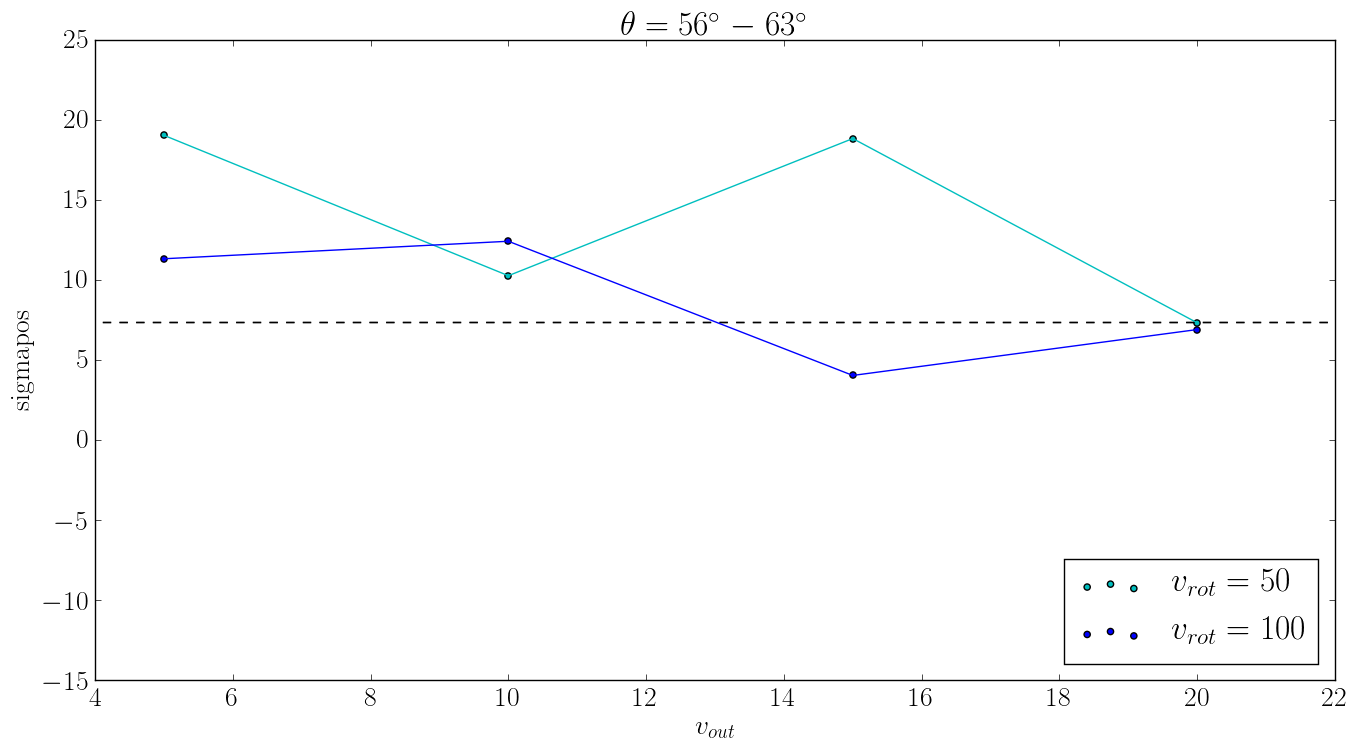 θ = 56° − 63°
25
20
15
10
5
0
−5
−10
−15
sigmapos
4 6 8 10 12 14 16 18 20 22
v_out
v_rot = 50
v_rot = 100